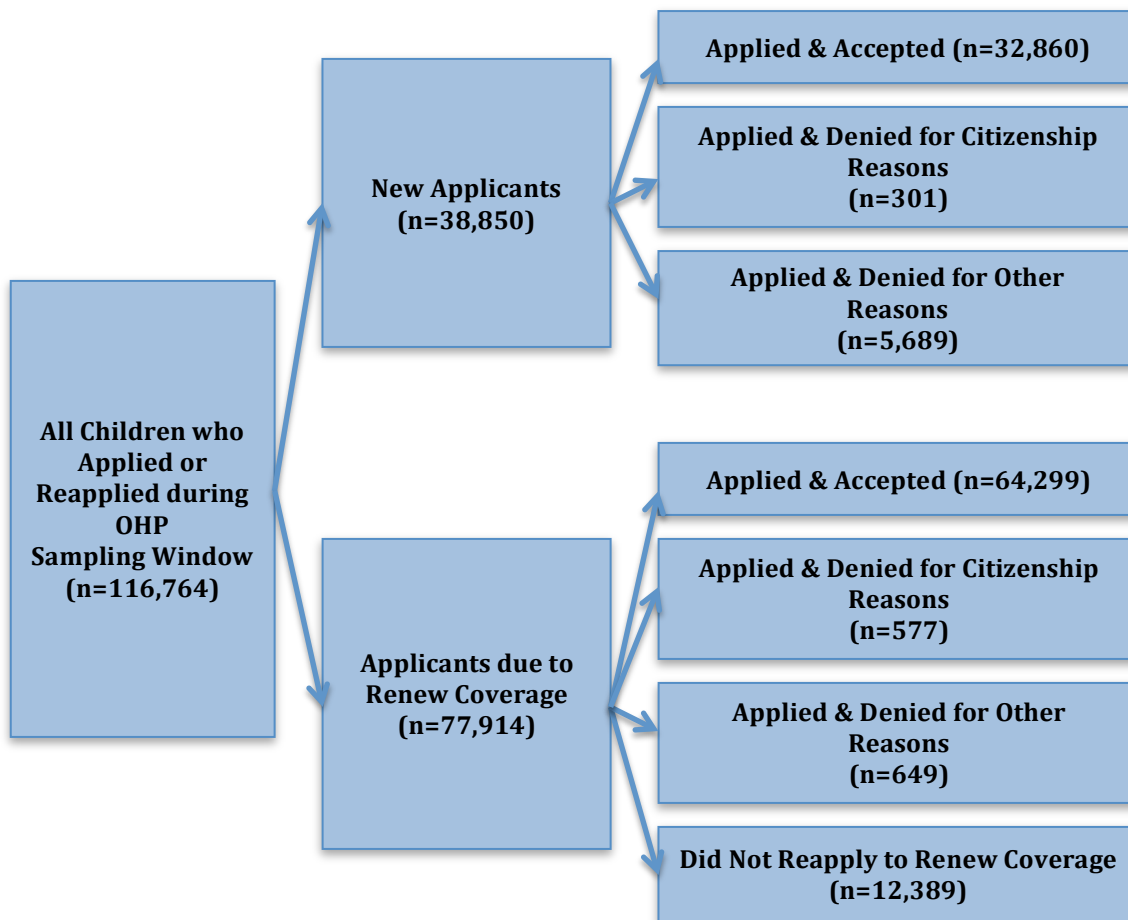 All Children who
Applied or
Reapplied during
OHP
Sampling Window
(n=116,764)
New Applicants
(n=38,850)
Applied & Accepted (n=32,860)
Applied & Denied for Citizenship
Reasons
(n=301)
Applied & Denied for Other
Reasons
(n=5,689)
Applicants due to
Renew Coverage
(n=77,914)
Applied & Accepted (n=64,299)
Applied & Denied for Citizenship
Reasons
(n=577)
Applied & Denied for Other
Reasons
(n=649)
Did Not Reapply to Renew Coverage
(n=12,389)